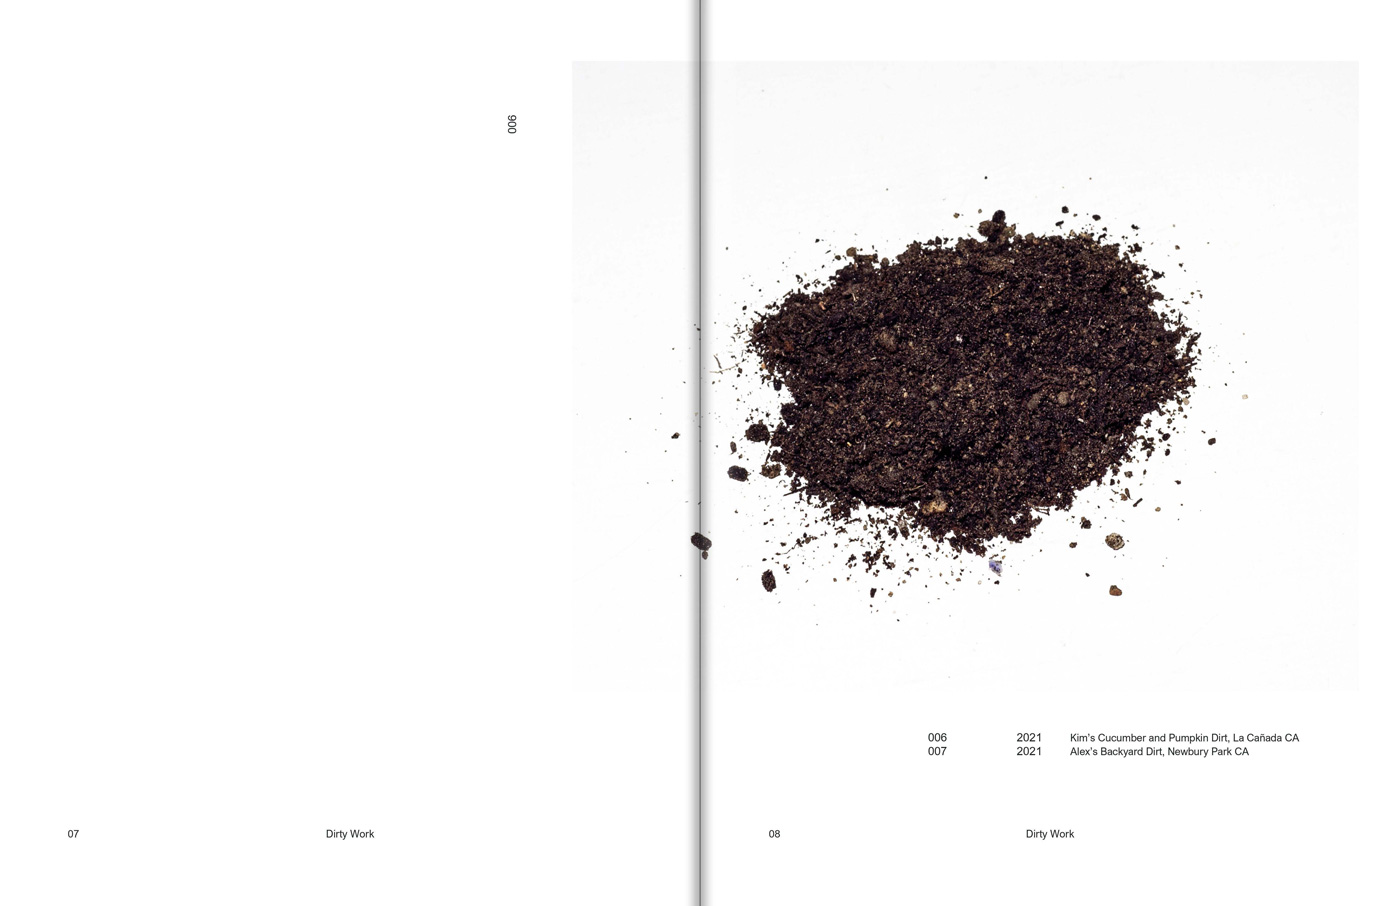 006
006 2021 Kim's Cucumber and Pumpkin Dirt, La Cañada CA
007 2021 Alex's Backyard Dirt, Newbury Park CA
07 Dirty Work
08 Dirty Work